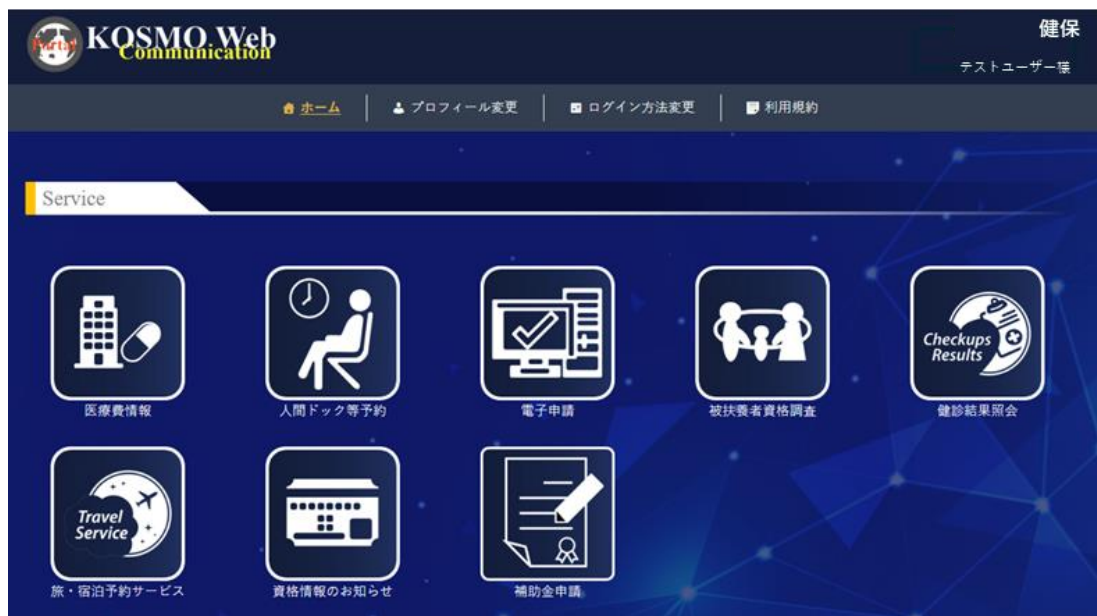 Portal
KOSMO Web
Communication
健保
テストユーザー様
ホーム
プロフィール変更
ログイン方法変更
利用規約
Service
医療費情報
人間ドック等予約
電子申請
被扶養者資格調査
Checkups
Results
健診結果照会
Travel
Service
旅・宿泊予約サービス
資格情報のお知らせ
補助金申請